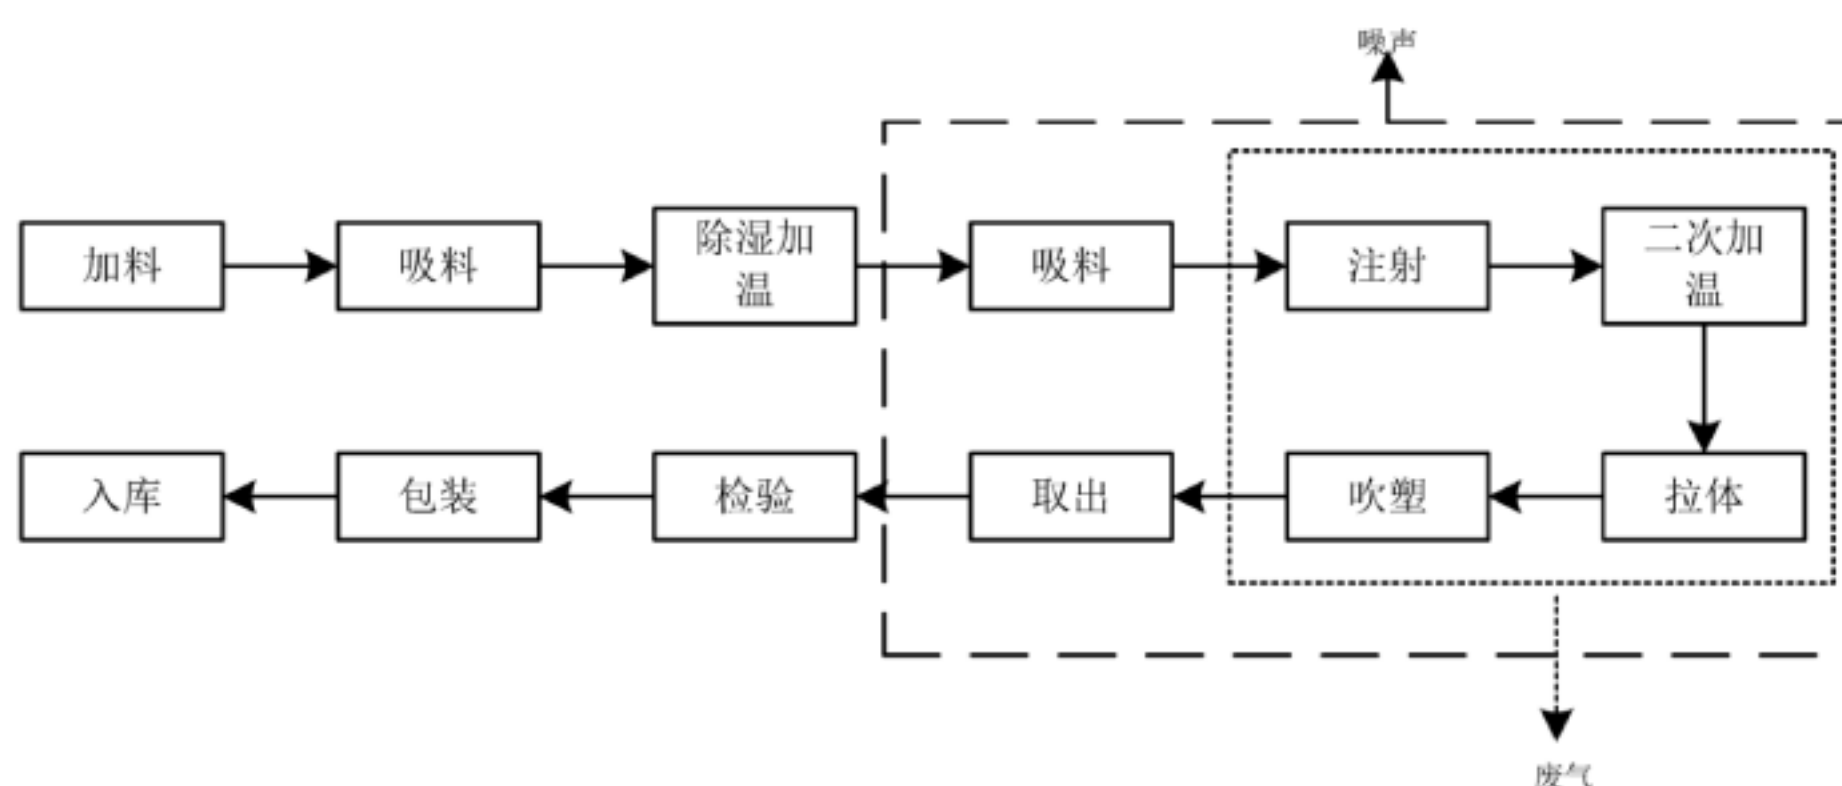 噪声
加料
吸料
除湿加
温
吸料
注射
二次加
温
入库
包装
检验
取出
吹塑
拉体
废气